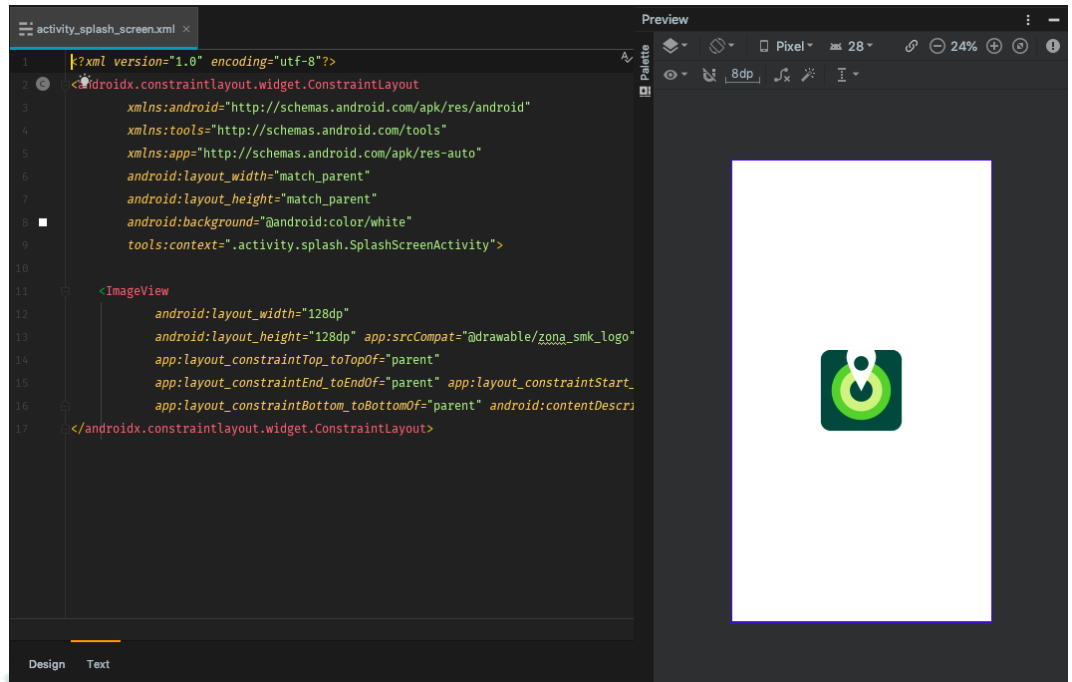 activity_splash_screen.xml ×
1 <?xml version="1.0" encoding="utf-8"?>
2 <androidx.constraintlayout.widget.ConstraintLayout
3 xmlns:android="http://schemas.android.com/apk/res/android"
4 xmlns:tools="http://schemas.android.com/tools"
5 xmlns:app="http://schemas.android.com/apk/res-auto"
6 android:layout_width="match_parent"
7 android:layout_height="match_parent"
8 android:background="@android:color/white"
9 tools:context=".activity.splash.SplashScreenActivity">
10
11 <ImageView
12 android:layout_width="128dp"
13 android:layout_height="128dp" app:srcCompat="@drawable/zona_smk_logo"
14 app:layout_constraintTop_toTopOf="parent"
15 app:layout_constraintEnd_toEndOf="parent" app:layout_constraintStart_
16 app:layout_constraintBottom_toBottomOf="parent" android:contentDescri
17 </androidx.constraintlayout.widget.ConstraintLayout>
Design Text
Palette
Preview
Pixel 28 24%
8dp